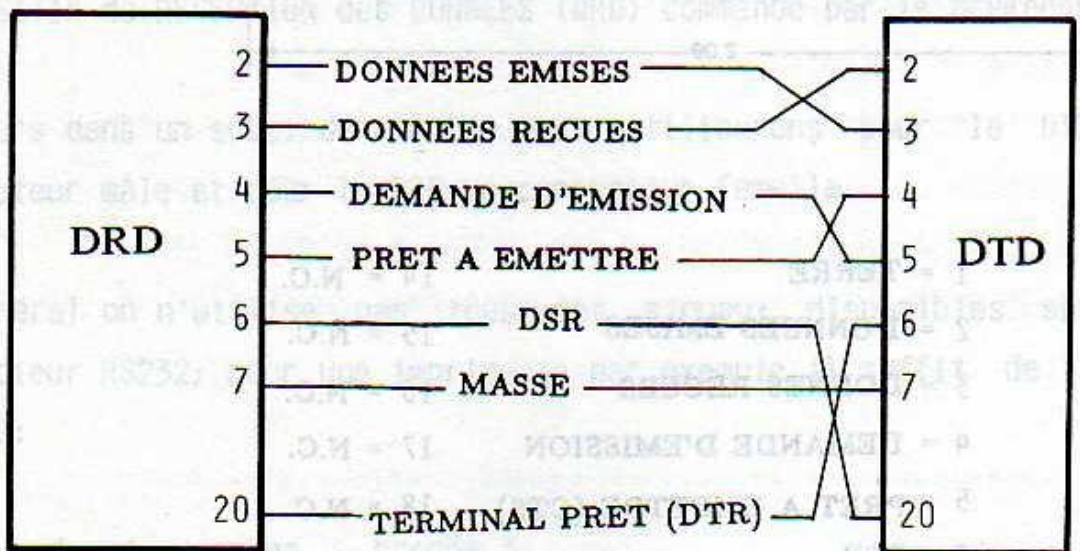 2 DONNEES EMISES 2
3 DONNEES RECUES 3
4 DEMANDE D'EMISSION 4
DRD DTD
5 PRET A EMETTRE 5
6 DSR 6
7 MASSE 7
20 TERMINAL PRET (DTR) 20